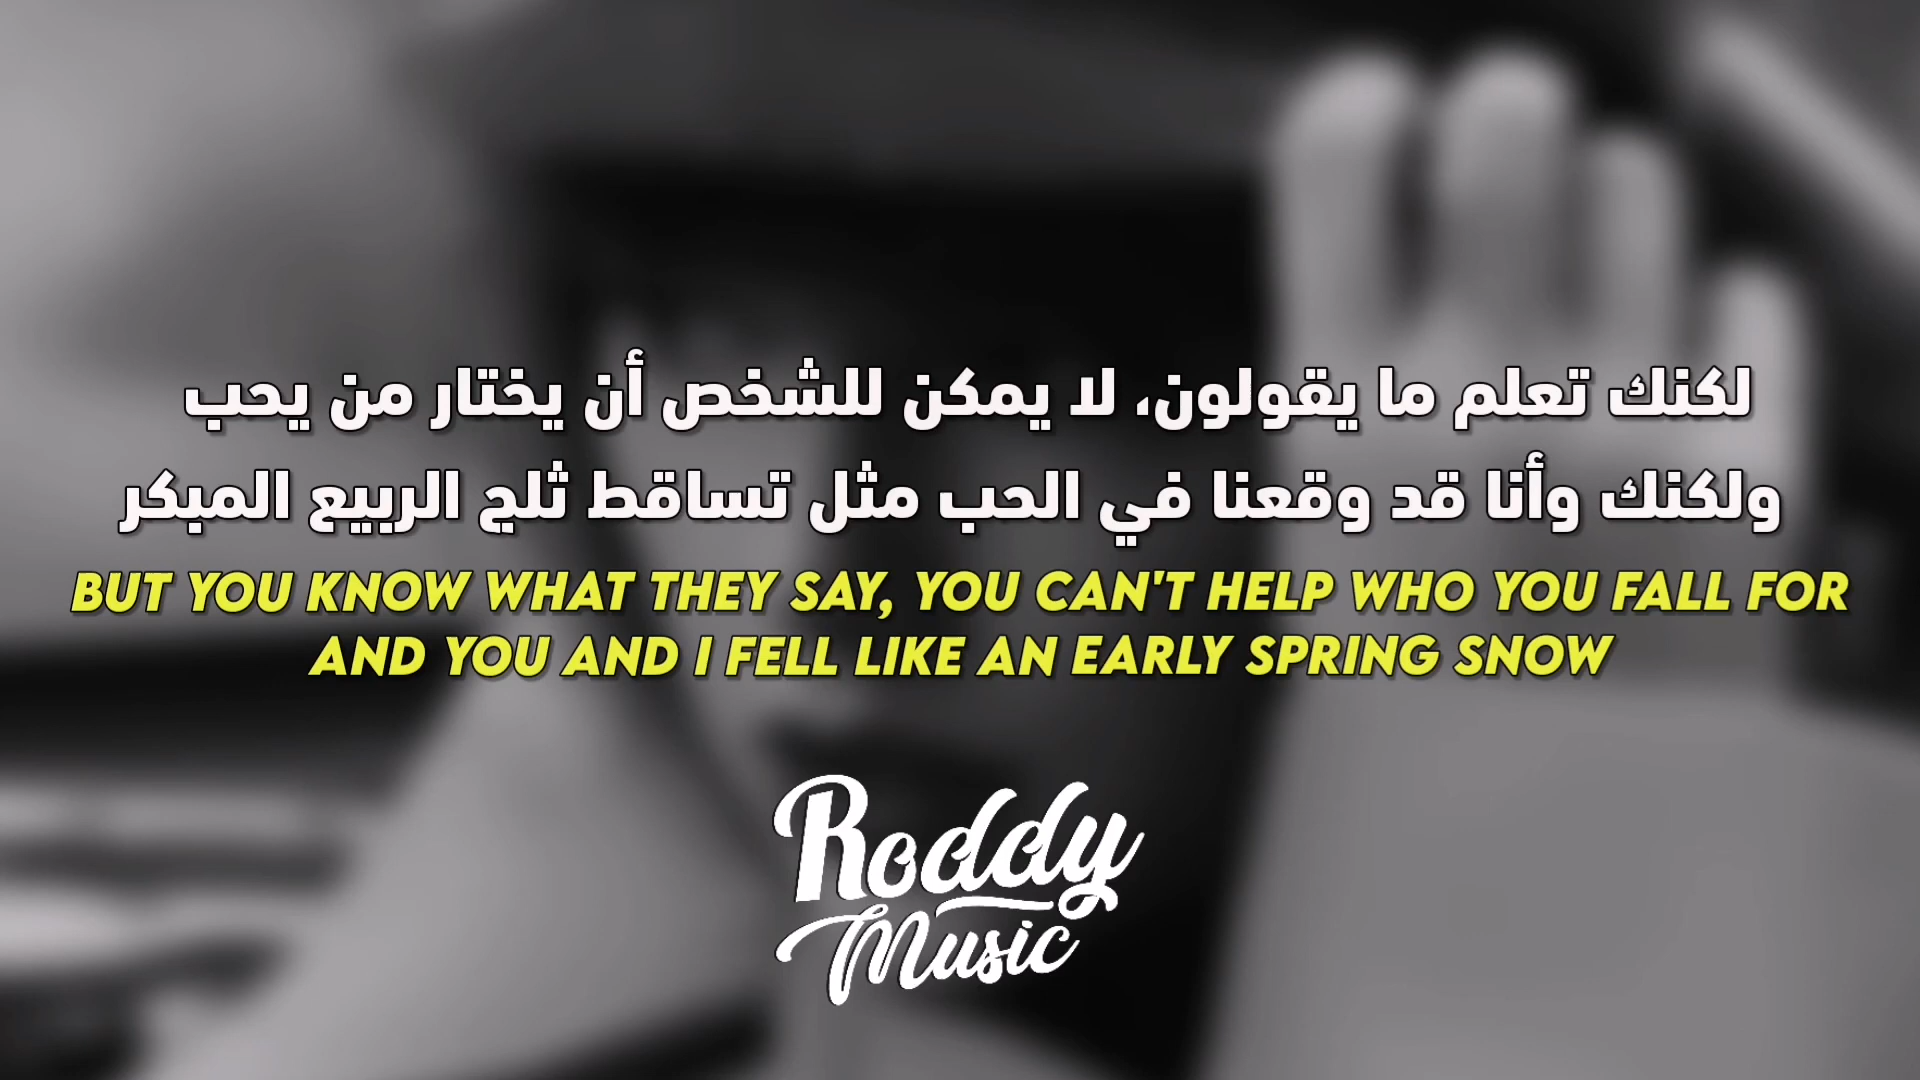 لكنك تعلم ما يقولون، لا يمكن للشخص أن يختار من يحب
ولكنك وأنا قد وقعنا في الحب مثل تساقط ثلج الربيع المبكر
BUT YOU KNOW WHAT THEY SAY, YOU CAN'T HELP WHO YOU FALL FOR
AND YOU AND I FELL LIKE AN EARLY SPRING SNOW
Roddy
Music